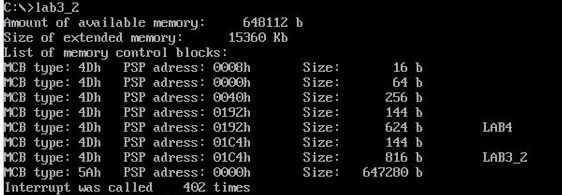 C:\>lab3_2
Amount of available memory: 648112 b
Size of extended memory: 15360 Kb
List of memory control blocks:
MCB type: 4Dh PSP adress: 0008h Size: 16 b
MCB type: 4Dh PSP adress: 0000h Size: 64 b
MCB type: 4Dh PSP adress: 0040h Size: 256 b
MCB type: 4Dh PSP adress: 0192h Size: 144 b
MCB type: 4Dh PSP adress: 0192h Size: 624 b LAB4
MCB type: 4Dh PSP adress: 01C4h Size: 144 b
MCB type: 4Dh PSP adress: 01C4h Size: 816 b LAB3_2
MCB type: 5Ah PSP adress: 0000h Size: 647280 b
Interrupt was called 402 times